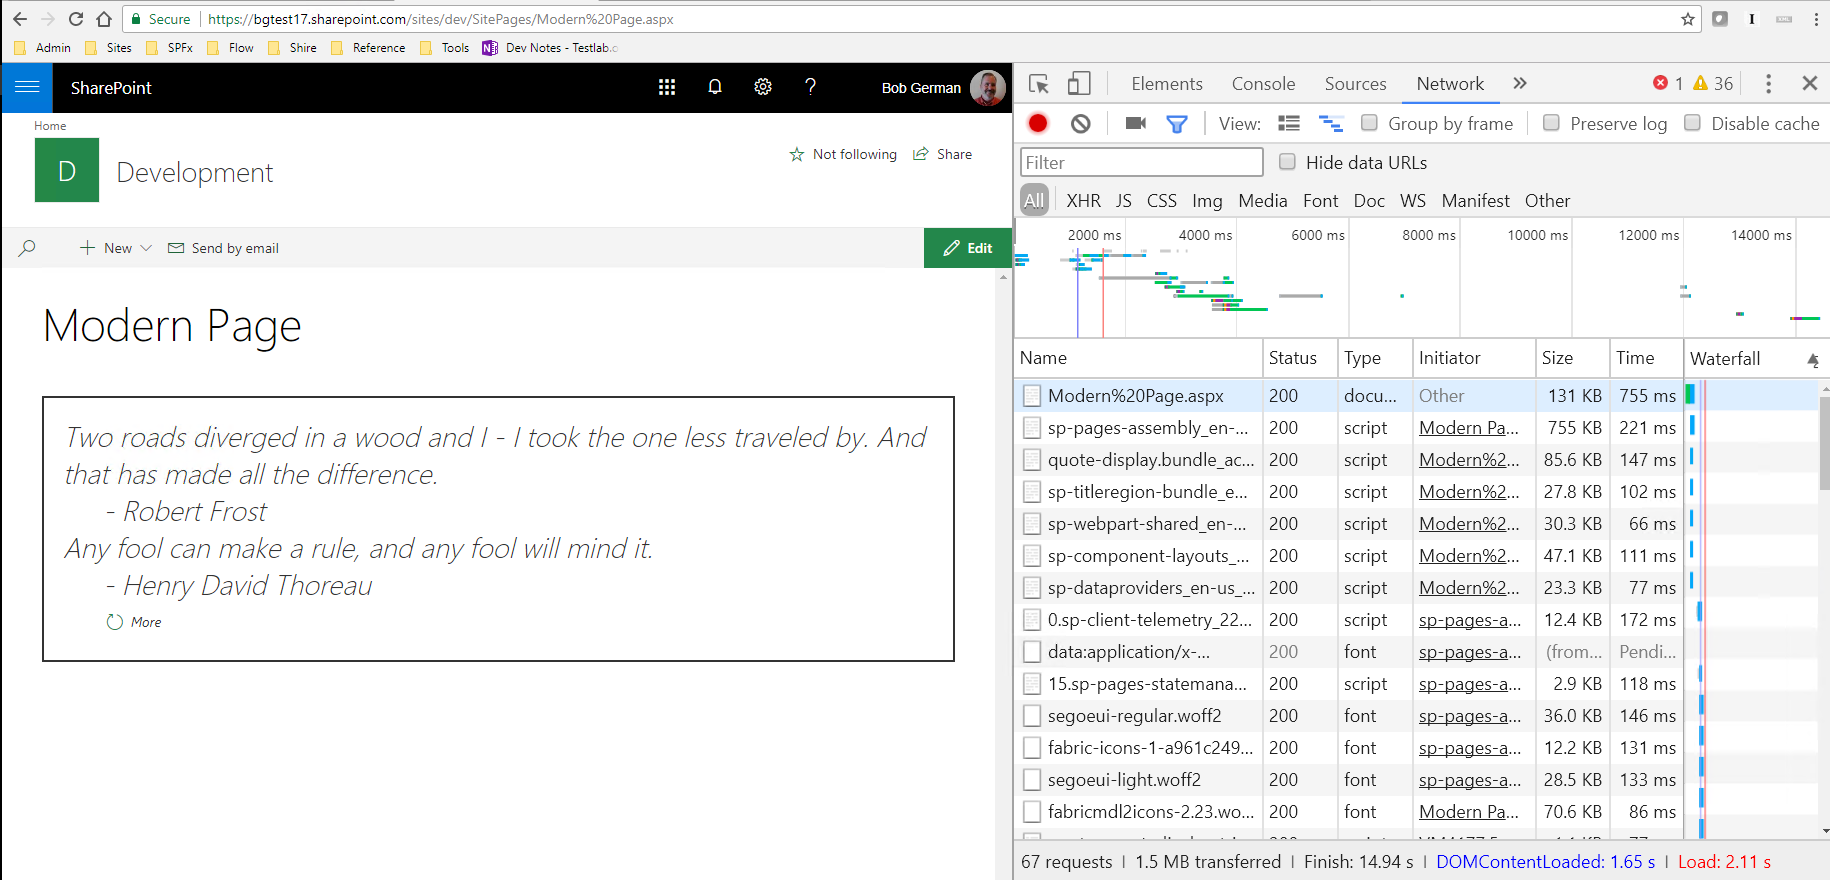 Secure https://bgtest17.sharepoint.com/sites/dev/SitePages/Modern%20Page.aspx
Admin Sites SPFx Flow Shire Reference Tools Dev Notes - Testlab.
SharePoint
Bob German
Home
D
Development
Not following Share
New Send by email Edit
Modern Page
Two roads diverged in a wood and I - I took the one less traveled by. And
that has made all the difference.
- Robert Frost
Any fool can make a rule, and any fool will mind it.
- Henry David Thoreau
More
Elements Console Sources Network 1 36
View: Group by frame Preserve log Disable cache
Filter Hide data URLs
All XHR JS CSS Img Media Font Doc WS Manifest Other
2000 ms 4000 ms 6000 ms 8000 ms 10000 ms 12000 ms 14000 ms
Name Status Type Initiator Size Time Waterfall
Modern%20Page.aspx 200 docu... Other 131 KB 755 ms
sp-pages-assembly_en-... 200 script Modern Pa... 755 KB 221 ms
quote-display.bundle_ac... 200 script Modern%2... 85.6 KB 147 ms
sp-titleregion-bundle_e... 200 script Modern%2... 27.8 KB 102 ms
sp-webpart-shared_en-... 200 script Modern%2... 30.3 KB 66 ms
sp-component-layouts_... 200 script Modern%2... 47.1 KB 111 ms
sp-dataproviders_en-us_... 200 script Modern%2... 23.3 KB 77 ms
0.sp-client-telemetry_22... 200 script sp-pages-a... 12.4 KB 172 ms
data:application/x-... 200 font sp-pages-a... (from... Pendi...
15.sp-pages-statemana... 200 script sp-pages-a... 2.9 KB 118 ms
segoeui-regular.woff2 200 font sp-pages-a... 36.0 KB 146 ms
fabric-icons-1-a961c249... 200 font sp-pages-a... 12.2 KB 131 ms
segoeui-light.woff2 200 font sp-pages-a... 28.5 KB 133 ms
fabricmdl2icons-2.23.wo... 200 font Modern Pa... 70.6 KB 86 ms
67 requests | 1.5 MB transferred | Finish: 14.94 s | DOMContentLoaded: 1.65 s | Load: 2.11 s